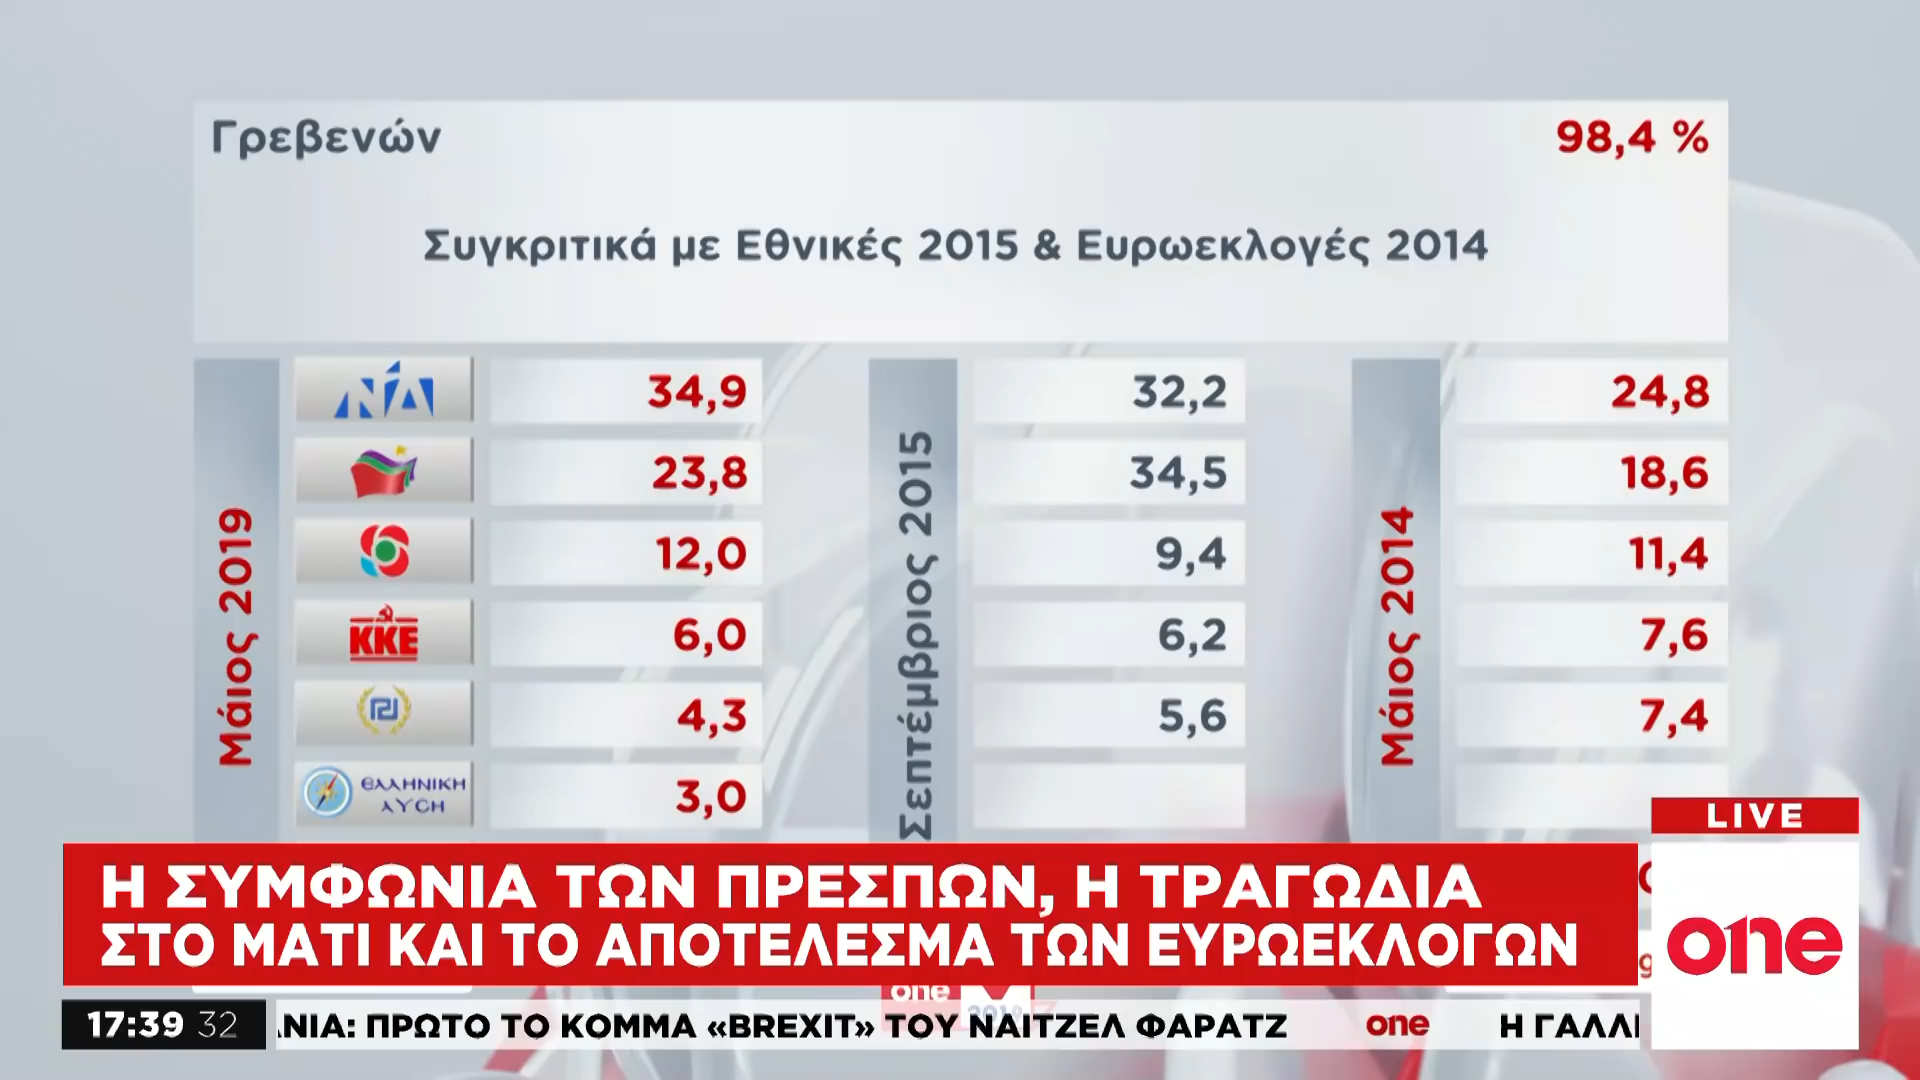 Γρεβενών 98,4 %
Συγκριτικά με Εθνικές 2015 & Ευρωεκλογές 2014
Μάιος 2019
Σεπτέμβριος 2015
Μάιος 2014
ΝΔ 34,9 32,2 24,8
23,8 34,5 18,6
12,0 9,4 11,4
ΚΚΕ 6,0 6,2 7,6
4,3 5,6 7,4
ΕΛΛΗΝΙΚΗ
ΛΥΣΗ
3,0
LIVE
Η ΣΥΜΦΩΝΙΑ ΤΩΝ ΠΡΕΣΠΩΝ, Η ΤΡΑΓΩΔΙΑ
ΣΤΟ ΜΑΤΙ ΚΑΙ ΤΟ ΑΠΟΤΕΛΕΣΜΑ ΤΩΝ ΕΥΡΩΕΚΛΟΓΩΝ
one
one
17:39 32 ΝΙΑ: ΠΡΩΤΟ ΤΟ ΚΟΜΜΑ «BREXIT» ΤΟΥ ΝΑΙΤΖΕΛ ΦΑΡΑΤΖ one Η ΓΑΛΛΙ